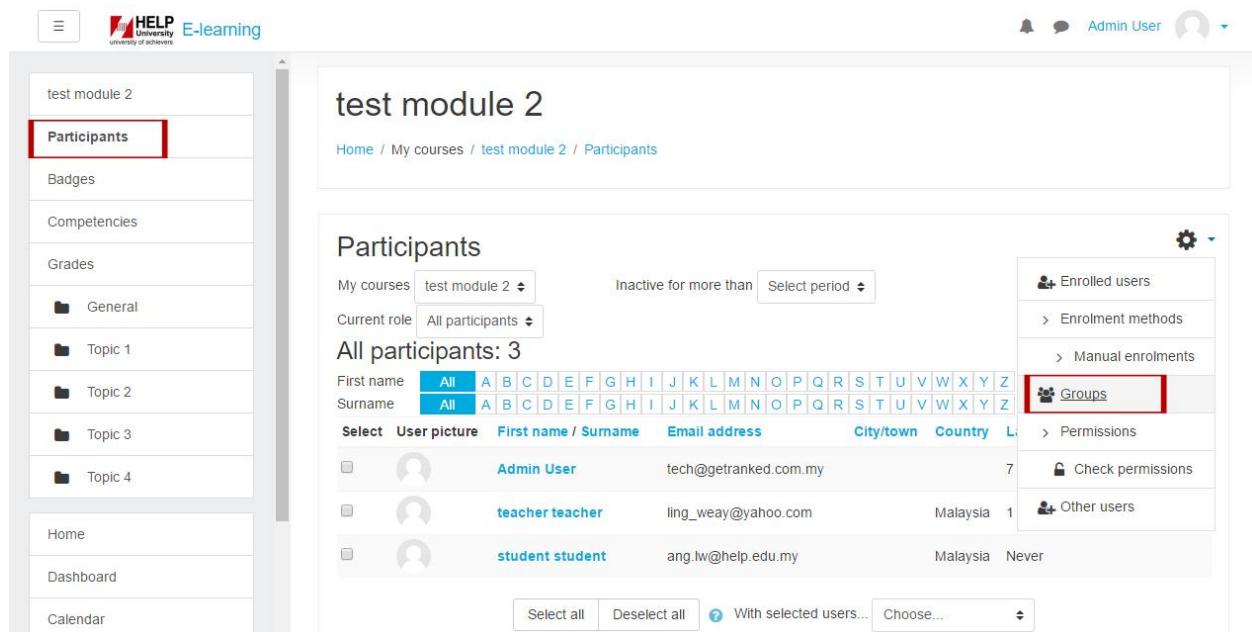 HELP
University
university of achievers
E-learning
Admin User
test module 2
Participants
Badges
Competencies
Grades
General
Topic 1
Topic 2
Topic 3
Topic 4
Home
Dashboard
Calendar
test module 2
Home / My courses / test module 2 / Participants
Participants
My courses test module 2 Inactive for more than Select period
Current role All participants
All participants: 3
First name All A B C D E F G H I J K L M N O P Q R S T U V W X Y Z
Surname All A B C D E F G H I J K L M N O P Q R S T U V W X Y Z
Select User picture First name / Surname Email address City/town Country
Admin User tech@getranked.com.my 7
teacher teacher ling_weay@yahoo.com Malaysia 1
student student ang.lw@help.edu.my Malaysia Never
Select all Deselect all ? With selected users... Choose...
Enrolled users
Enrolment methods
Manual enrolments
Groups
Permissions
Check permissions
Other users